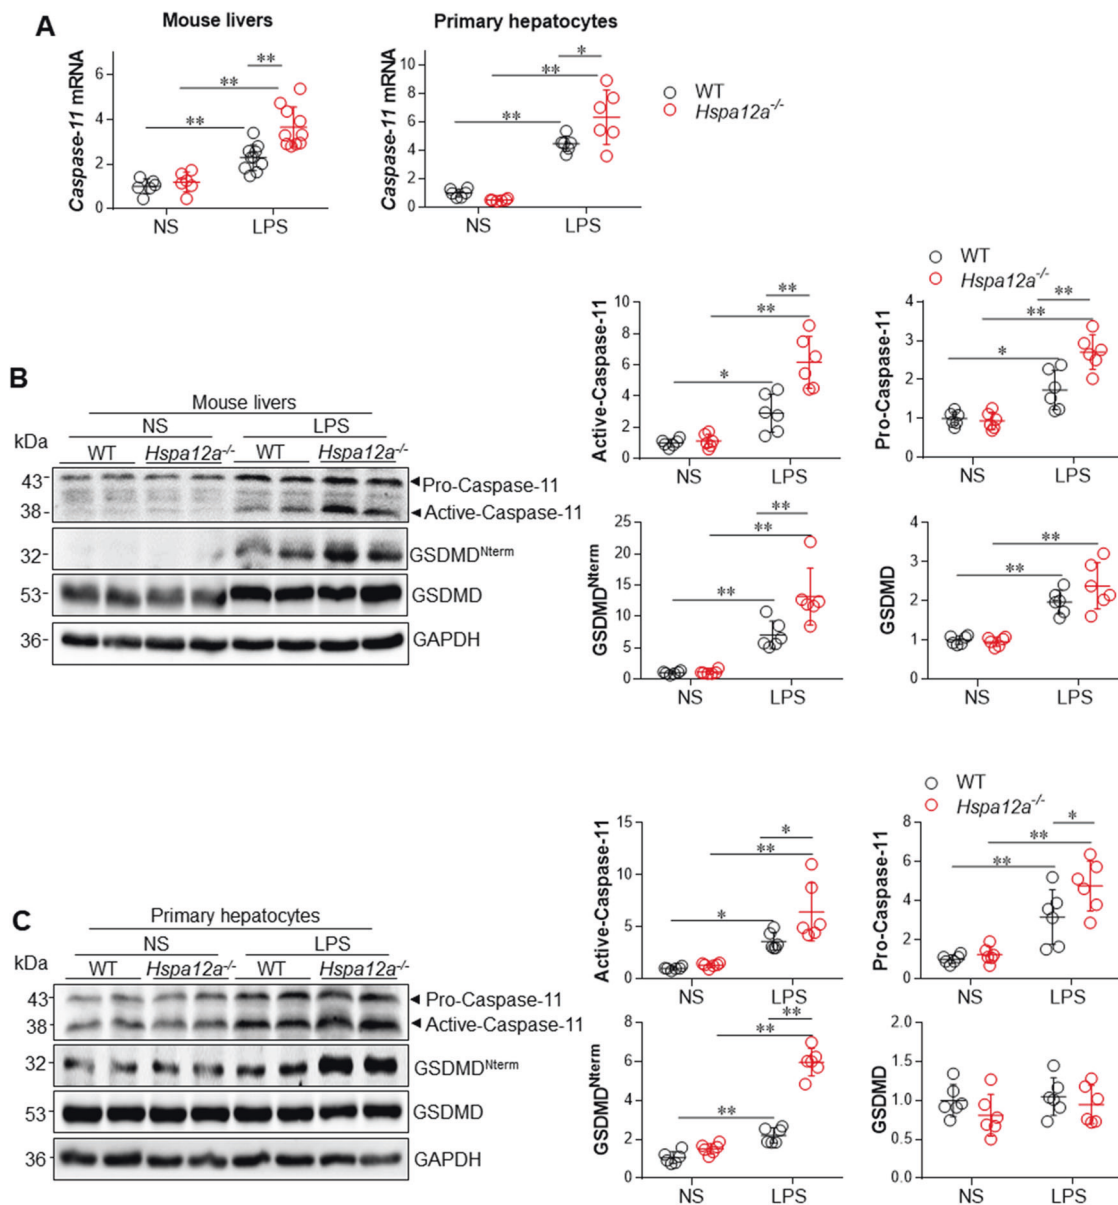 A
Mouse livers
Caspase-11 mRNA
6
4
2
0
** ** **
NS LPS
Primary hepatocytes
Caspase-11 mRNA
10
8
6
4
2
0
** ** *
NS LPS
WT
Hspa12a-/-
B
Mouse livers
NS LPS
kDa
WT Hspa12a-/- WT Hspa12a-/-
43 Pro-Caspase-11
38 Active-Caspase-11
32 GSDMDNterm
53 GSDMD
36 GAPDH
WT
Hspa12a-/-
Active-Caspase-11
10
8
6
4
2
0
* ** **
NS LPS
Pro-Caspase-11
4
3
2
1
0
* ** **
NS LPS
GSDMDNterm
25
20
15
10
5
0
** ** **
NS LPS
GSDMD
4
3
2
1
0
** **
NS LPS
C
Primary hepatocytes
NS LPS
kDa
WT Hspa12a-/- WT Hspa12a-/-
43 Pro-Caspase-11
38 Active-Caspase-11
32 GSDMDNterm
53 GSDMD
36 GAPDH
WT
Hspa12a-/-
Active-Caspase-11
15
10
5
0
* ** *
NS LPS
Pro-Caspase-11
8
6
4
2
0
** ** *
NS LPS
GSDMDNterm
8
6
4
2
0
** ** **
NS LPS
GSDMD
2.0
1.5
1.0
0.5
0.0
NS LPS